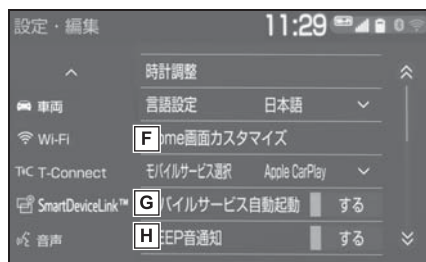 設定・編集 11:29 0
時計調整
車両 言語設定 日本語
Wi-Fi F ome画面カスタマイズ
T-Connect モバイルサービス選択 Apple CarPlay
SmartDeviceLink™ G バイルサービス自動起動 する
音声 H EEP音通知 する